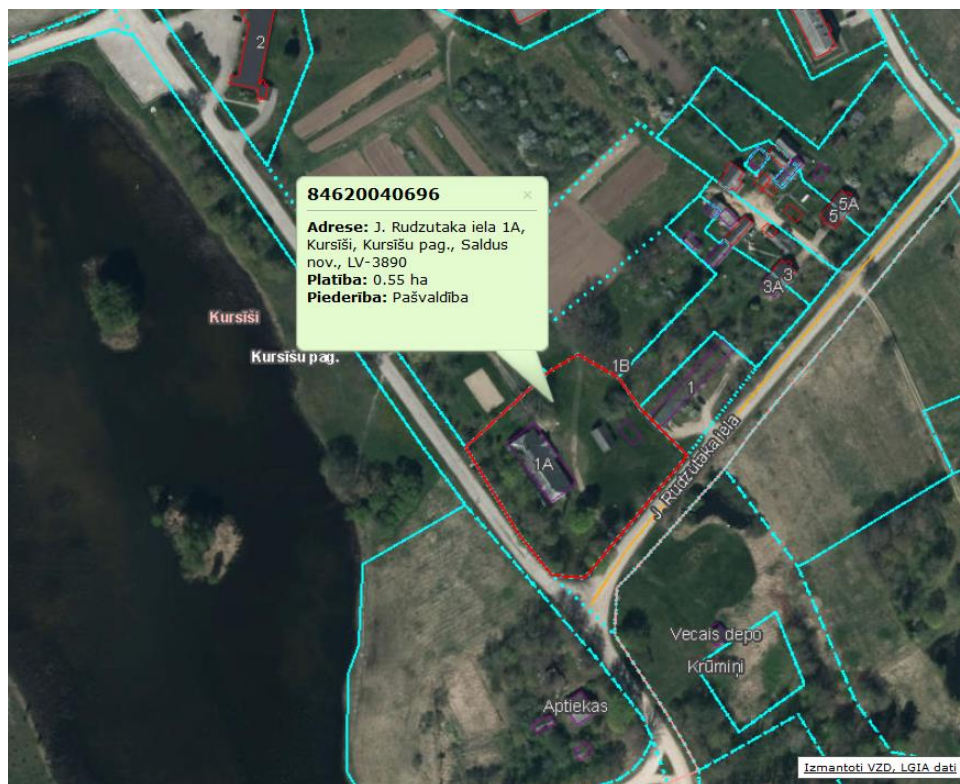 2
84620040696
×
Adrese: J. Rudzutaka iela 1A,
Kursīši, Kursīšu pag., Saldus
nov., LV-3890
Platība: 0.55 ha
Piederība: Pašvaldība
5A
5
3
3A
Kursīši
Kursīšu pag.
1B
1
1A
J. Rudzutaka iela
Vecais depo
Krūmiņi
Aptiekas
Izmantoti VZD, LGIA dati